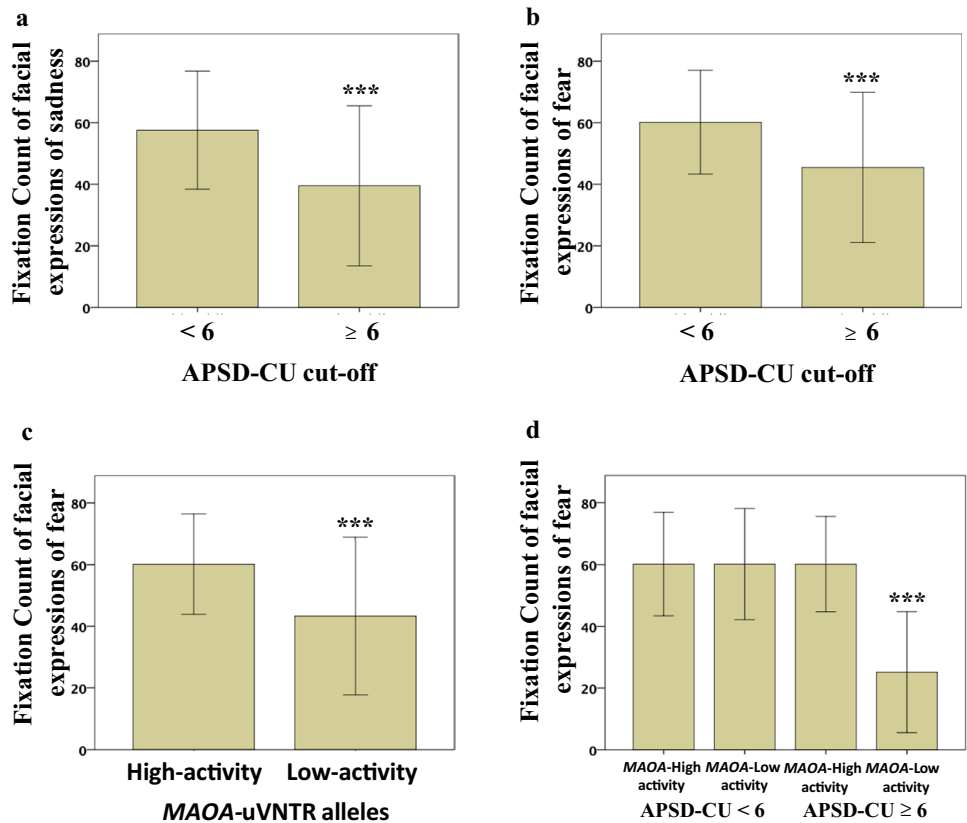 a
Fixation Count of facial
expressions of sadness
80
60
40
20
0
***
< 6
≥ 6
APSD-CU cut-off
b
Fixation Count of facial
expressions of fear
80
60
40
20
0
***
< 6
≥ 6
APSD-CU cut-off
c
Fixation Count of facial
expressions of fear
80
60
40
20
0
***
High-activity Low-activity
MAOA-uVNTR alleles
d
Fixation Count of facial
expressions of fear
80
60
40
20
0
***
MAOA-High MAOA-Low MAOA-High MAOA-Low
activity activity activity activity
APSD-CU < 6 APSD-CU ≥ 6